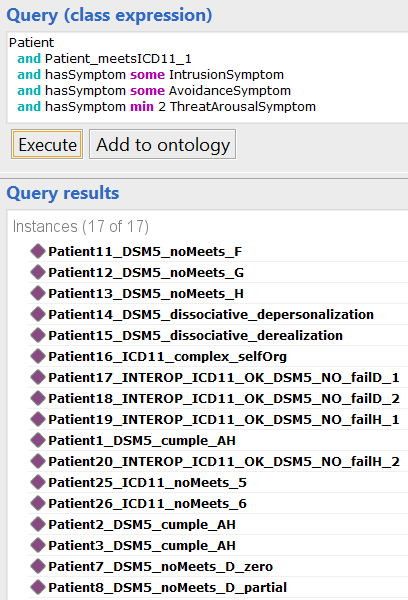 Query (class expression)
Patient
and Patient_meetsICD11_1
and hasSymptom some IntrusionSymptom
and hasSymptom some AvoidanceSymptom
and hasSymptom min 2 ThreatArousalSymptom
Execute Add to ontology
Query results
Instances (17 of 17)
Patient11_DSM5_noMeets_F
Patient12_DSM5_noMeets_G
Patient13_DSM5_noMeets_H
Patient14_DSM5_dissociative_depersonalization
Patient15_DSM5_dissociative_derealization
Patient16_ICD11_complex_selfOrg
Patient17_INTEROP_ICD11_OK_DSM5_NO_failD_1
Patient18_INTEROP_ICD11_OK_DSM5_NO_failD_2
Patient19_INTEROP_ICD11_OK_DSM5_NO_failH_1
Patient1_DSM5_cumple_AH
Patient20_INTEROP_ICD11_OK_DSM5_NO_failH_2
Patient25_ICD11_noMeets_5
Patient26_ICD11_noMeets_6
Patient2_DSM5_cumple_AH
Patient3_DSM5_cumple_AH
Patient7_DSM5_noMeets_D_zero
Patient8_DSM5_noMeets_D_partial